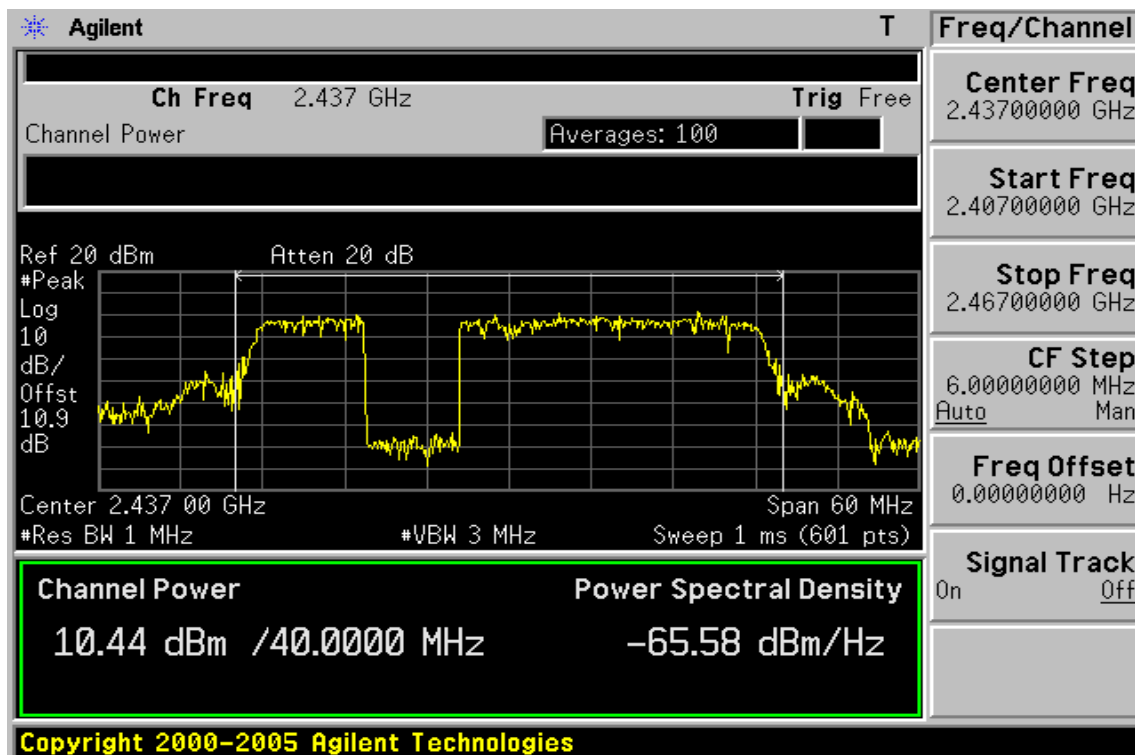 Agilent T Freq/Channel
Ch Freq 2.437 GHz Trig Free
Channel Power Averages: 100
Center Freq
2.43700000 GHz
Start Freq
2.40700000 GHz
Stop Freq
2.46700000 GHz
CF Step
6.00000000 MHz
Auto Man
Freq Offset
0.00000000 Hz
Signal Track
On Off
Ref 20 dBm Atten 20 dB
#Peak
Log
10
dB/
Offst
10.9
dB
Center 2.437 00 GHz Span 60 MHz
#Res BW 1 MHz #VBW 3 MHz Sweep 1 ms (601 pts)
Channel Power Power Spectral Density
10.44 dBm /40.0000 MHz -65.58 dBm/Hz
Copyright 2000-2005 Agilent Technologies